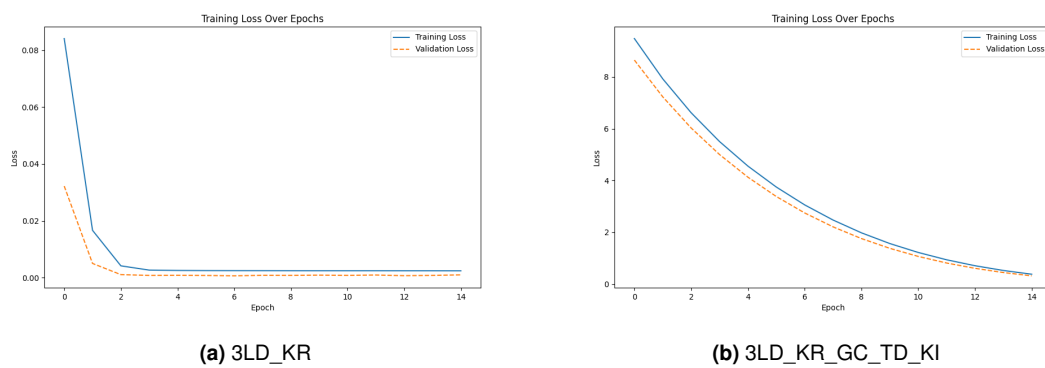 Training Loss Over Epochs
Training Loss
Validation Loss
0.08
0.06
0.04
0.02
0.00
Loss
0 2 4 6 8 10 12 14
Epoch
(a) 3LD_KR
Training Loss Over Epochs
Training Loss
Validation Loss
8
6
4
2
0
Loss
0 2 4 6 8 10 12 14
Epoch
(b) 3LD_KR_GC_TD_KI